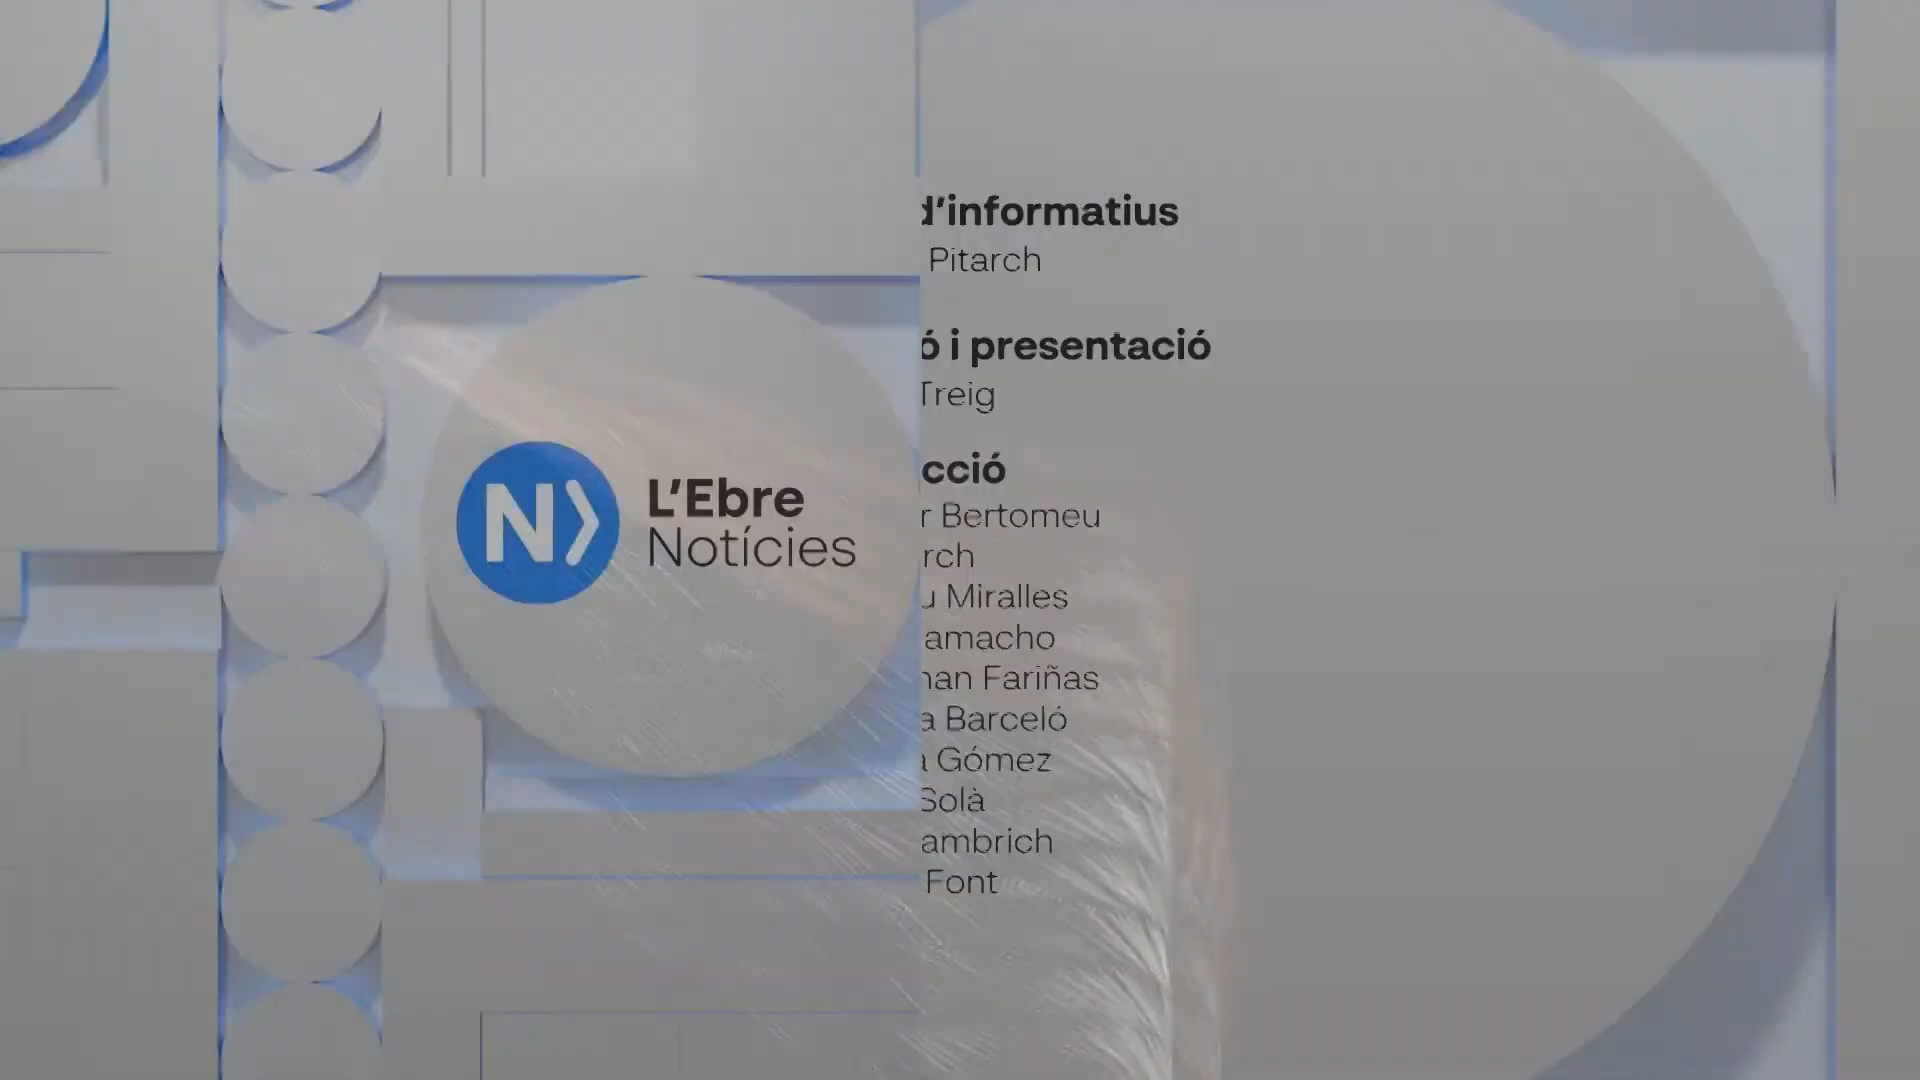 N
L'Ebre
Notícies
d'informatius
Pitarch
ó i presentació
Treig
cció
r Bertomeu
rch
u Miralles
amacho
nan Fariñas
a Barceló
a Gómez
Solà
ambrich
Font